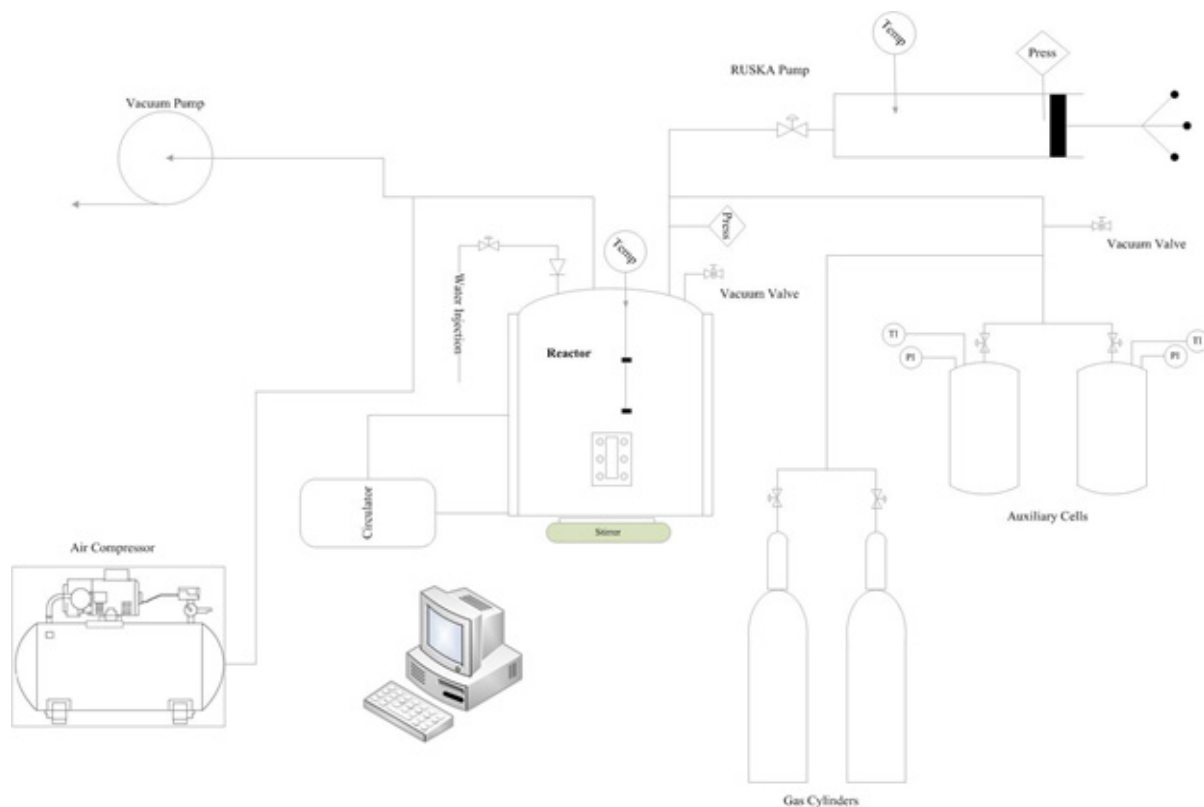 Temp
Press
RUSKA Pump
Vacuum Pump
Press
Temp
Vacuum Valve
Vacuum Valve
Water Injection
TI
PI
TI
PI
Reactor
Circulator
Auxiliary Cells
Stirrer
Air Compressor
Gas Cylinders